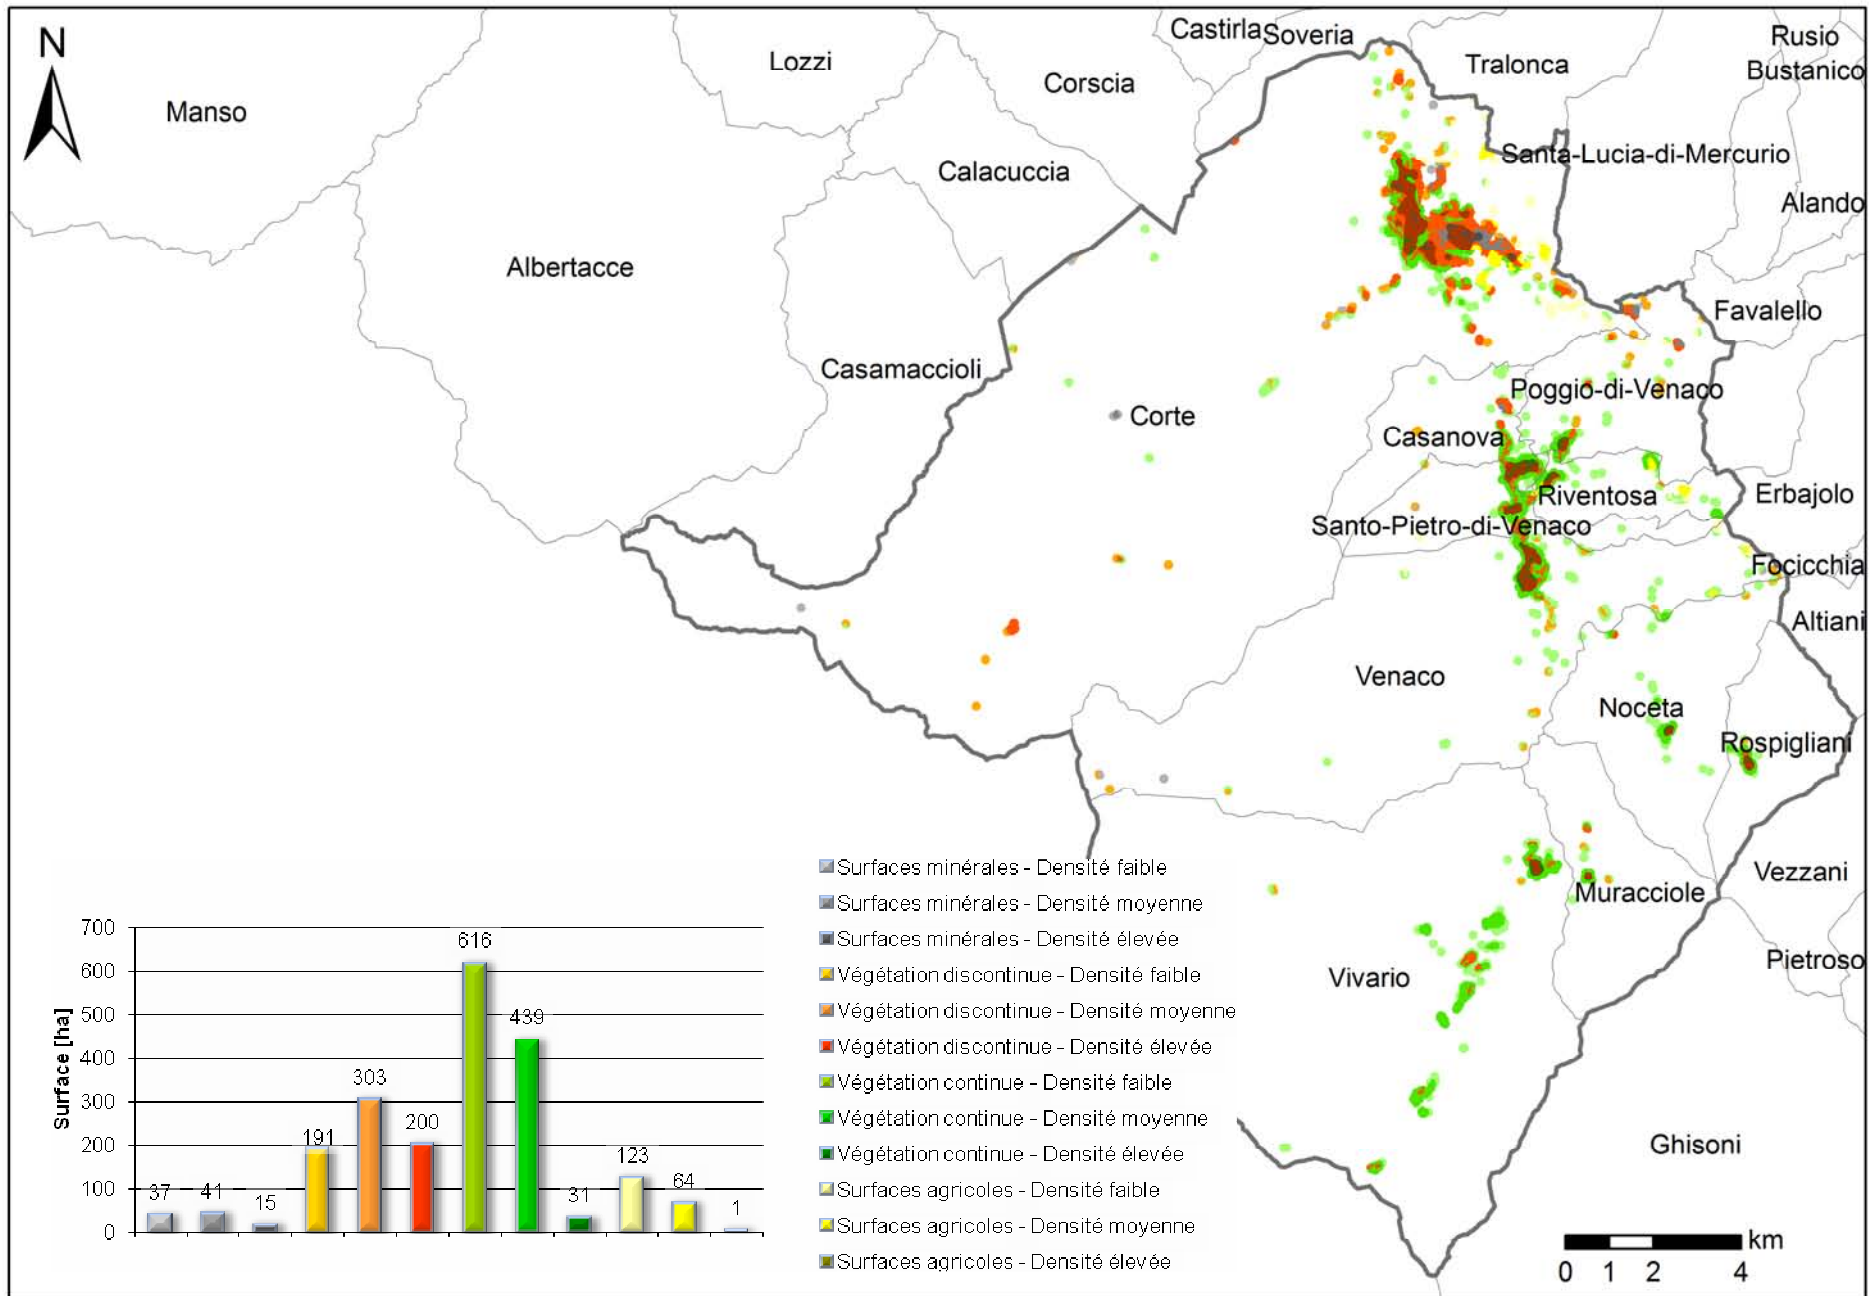 N
Castirla
Soveria
Rusio
Lozzi
Tralonca
Bustanico
Corscia
Manso
Santa-Lucia-di-Mercurio
Calacuccia
Alando
Albertacce
Favalello
Casamaccioli
Poggio-di-Venaco
Corte
Casanova
Riventosa
Erbajolo
Santo-Pietro-di-Venaco
Focicchia
Altiani
Venaco
Noceta
Rospigliani
Vezzani
Muracciole
Pietroso
Vivario
Ghisoni
km
0 1 2 4
Surface [ha]
700
600
500
400
300
200
100
0
37
41
15
191
303
200
616
439
31
123
64
1
Surfaces minérales - Densité faible
Surfaces minérales - Densité moyenne
Surfaces minérales - Densité élevée
Végétation discontinue - Densité faible
Végétation discontinue - Densité moyenne
Végétation discontinue - Densité élevée
Végétation continue - Densité faible
Végétation continue - Densité moyenne
Végétation continue - Densité élevée
Surfaces agricoles - Densité faible
Surfaces agricoles - Densité moyenne
Surfaces agricoles - Densité élevée